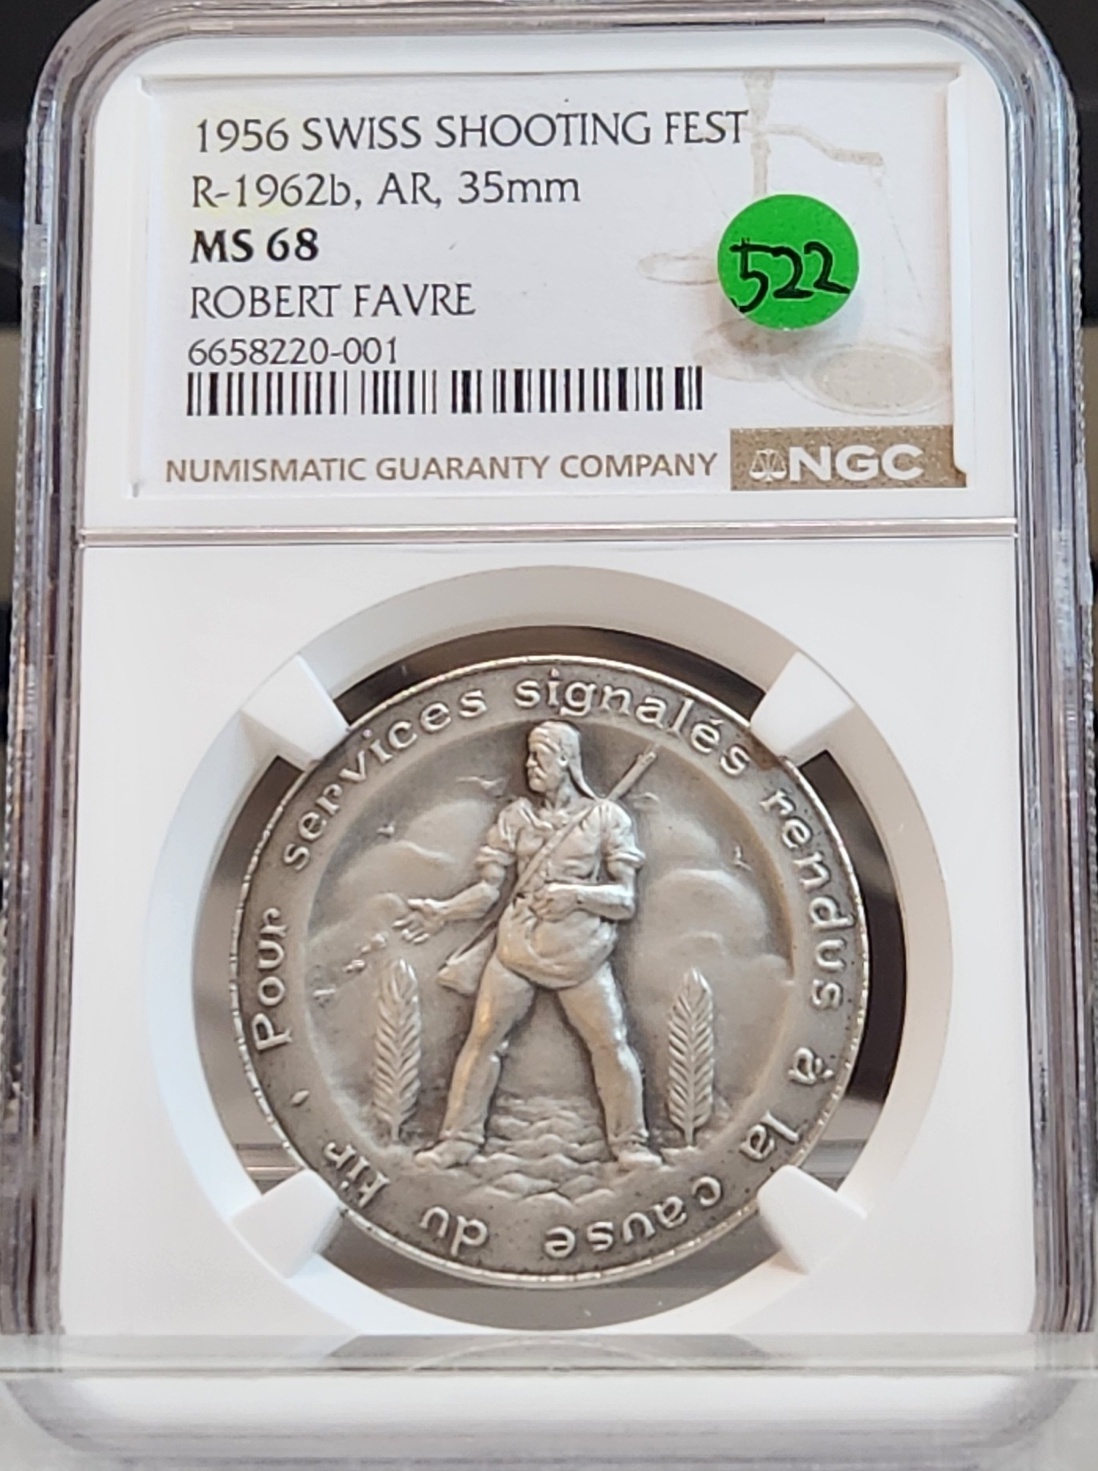 1956 SWISS SHOOTING FEST
R-1962b, AR, 35mm
MS 68
ROBERT FAVRE
6658220-001
522
NUMISMATIC GUARANTY COMPANY
NGC
Pour services signalés rendus à la cause du tir